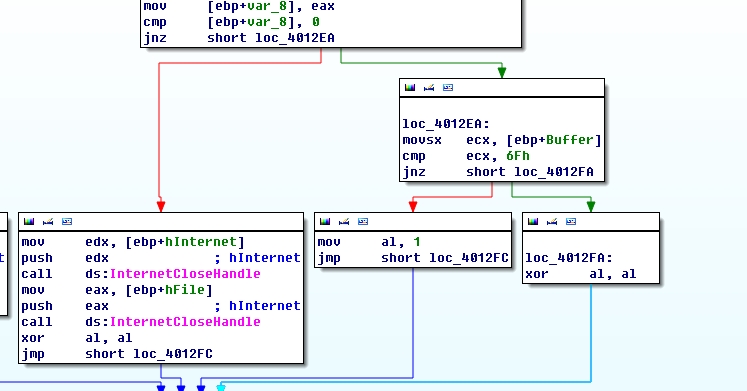 mov     [ebp+var_8], eax
cmp     [ebp+var_8], 0
jnz     short loc_4012EA
loc_4012EA:
movsx   ecx, [ebp+Buffer]
cmp     ecx, 6Fh
jnz     short loc_4012FA
t
mov     edx, [ebp+hInternet]
push    edx             ; hInternet
call    ds:InternetCloseHandle
mov     eax, [ebp+hFile]
push    eax             ; hInternet
call    ds:InternetCloseHandle
xor     al, al
jmp     short loc_4012FC
mov     al, 1
jmp     short loc_4012FC
loc_4012FA:
xor     al, al